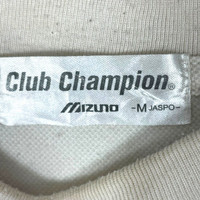 Club Champion®
MIZUNO -M JASPO-